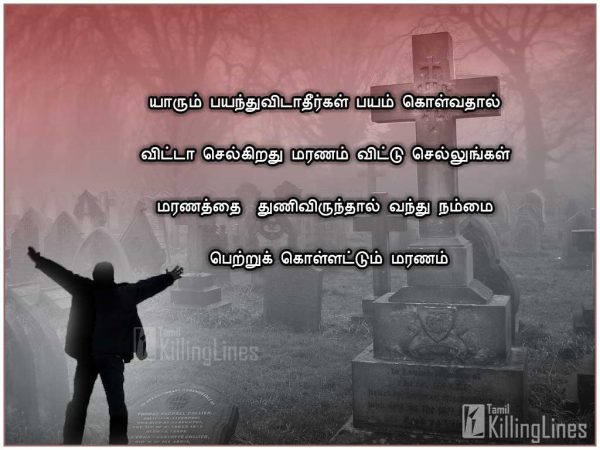 யாரும் பயந்துவிடாதீர்கள் பயம் கொள்வதால்
விட்டா செல்கிறது மரணம் விட்டு செல்லுங்கள்
மரணத்தை துணிவிருந்தால் வந்து நம்மை
பெற்றுக் கொள்ளட்டும் மரணம்
Tamil
KillingLines
Tamil
KillingLines